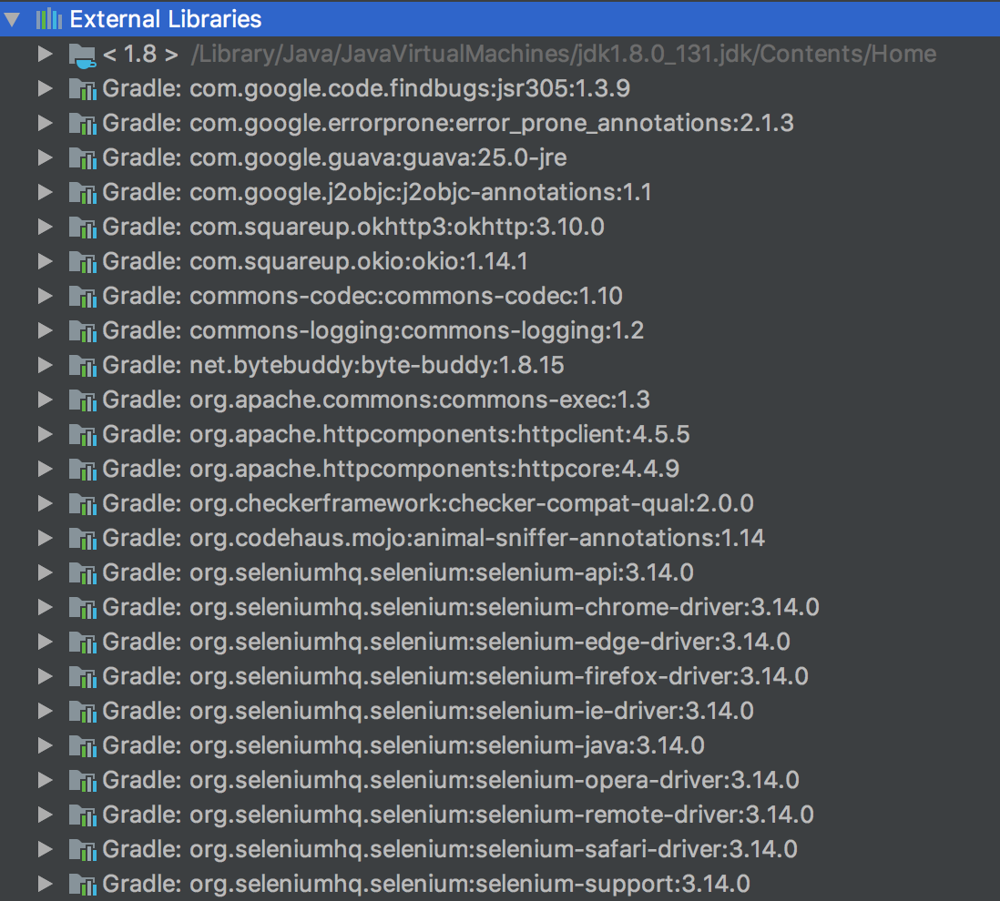 External Libraries
< 1.8 > /Library/Java/JavaVirtualMachines/jdk1.8.0_131.jdk/Contents/Home
Gradle: com.google.code.findbugs:jsr305:1.3.9
Gradle: com.google.errorprone:error_prone_annotations:2.1.3
Gradle: com.google.guava:guava:25.0-jre
Gradle: com.google.j2objc:j2objc-annotations:1.1
Gradle: com.squareup.okhttp3:okhttp:3.10.0
Gradle: com.squareup.okio:okio:1.14.1
Gradle: commons-codec:commons-codec:1.10
Gradle: commons-logging:commons-logging:1.2
Gradle: net.bytebuddy:byte-buddy:1.8.15
Gradle: org.apache.commons:commons-exec:1.3
Gradle: org.apache.httpcomponents:httpclient:4.5.5
Gradle: org.apache.httpcomponents:httpcore:4.4.9
Gradle: org.checkerframework:checker-compat-qual:2.0.0
Gradle: org.codehaus.mojo:animal-sniffer-annotations:1.14
Gradle: org.seleniumhq.selenium:selenium-api:3.14.0
Gradle: org.seleniumhq.selenium:selenium-chrome-driver:3.14.0
Gradle: org.seleniumhq.selenium:selenium-edge-driver:3.14.0
Gradle: org.seleniumhq.selenium:selenium-firefox-driver:3.14.0
Gradle: org.seleniumhq.selenium:selenium-ie-driver:3.14.0
Gradle: org.seleniumhq.selenium:selenium-java:3.14.0
Gradle: org.seleniumhq.selenium:selenium-opera-driver:3.14.0
Gradle: org.seleniumhq.selenium:selenium-remote-driver:3.14.0
Gradle: org.seleniumhq.selenium:selenium-safari-driver:3.14.0
Gradle: org.seleniumhq.selenium:selenium-support:3.14.0